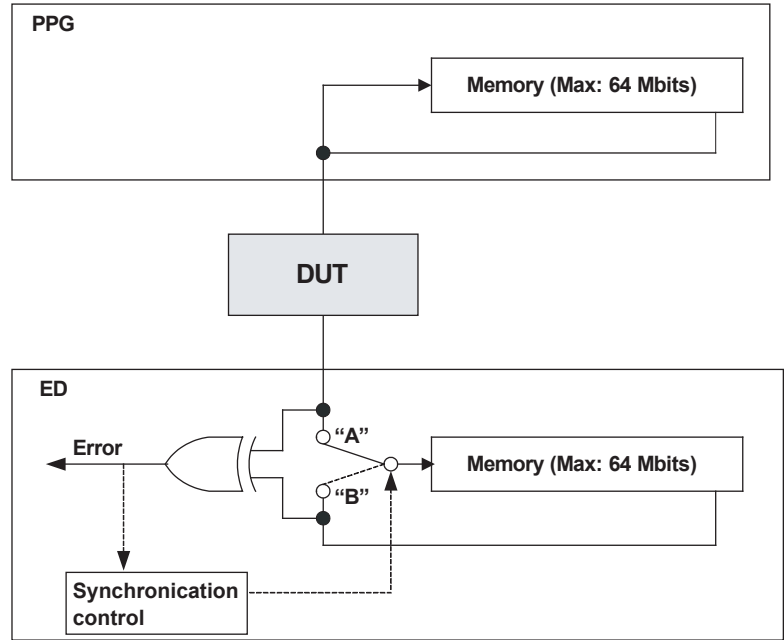 PPG
Memory (Max: 64 Mbits)
DUT
ED
“A”
Error
Memory (Max: 64 Mbits)
“B”
Synchronication
control